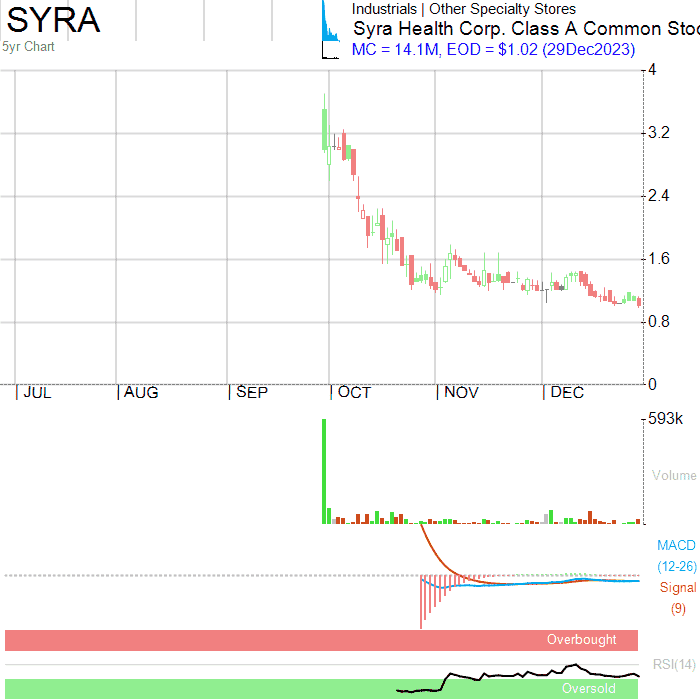 SYRA
5yr Chart
Industrials | Other Specialty Stores
Syra Health Corp. Class A Common Stoc
MC = 14.1M, EOD = $1.02 (29Dec2023)
4
3.2
2.4
1.6
0.8
0
| JUL | AUG | SEP | OCT | NOV | DEC
593k
Volume
MACD
(12-26)
Signal
(9)
Overbought
RSI(14)
Oversold